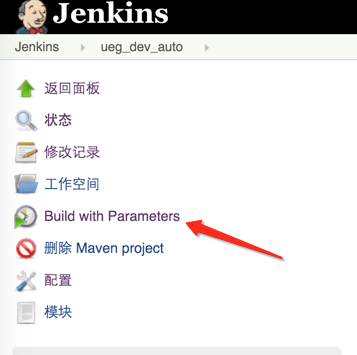 Jenkins
Jenkins ueg_dev_auto
返回面板
状态
修改记录
工作空间
Build with Parameters
删除 Maven project
配置
模块